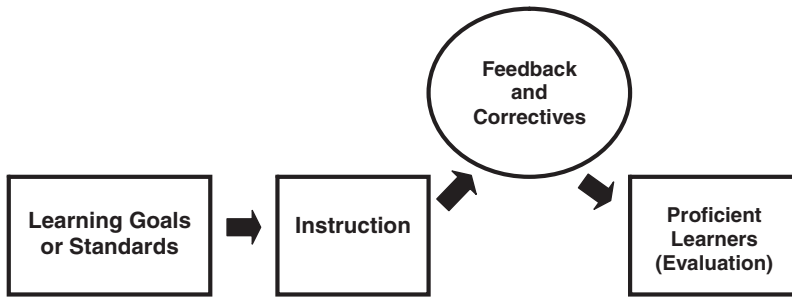 Feedback
and
Correctives
Learning Goals
or Standards
Instruction
Proficient
Learners
(Evaluation)